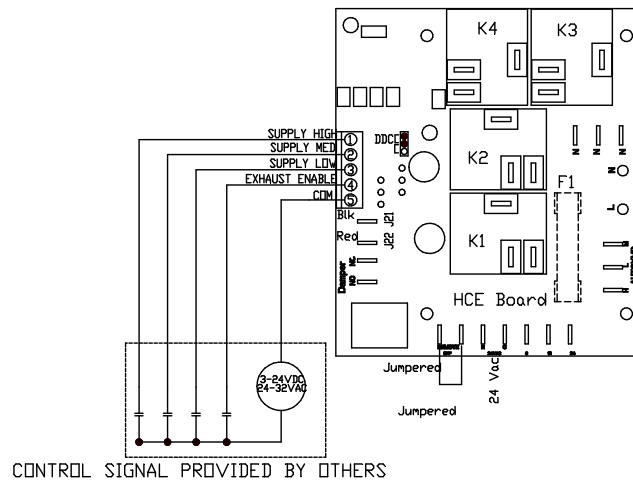 K4
K3
SUPPLY HIGH
1
DDC
SUPPLY MED
2
SUPPLY LOW
3
K2
N
N
N
N
EXHAUST ENABLE
4
F1
COM
5
L
Blk
J21
Red
J22
K1
NC
L
Damper
NO
HCE Board
Jumpered
24 Vac
3-24VDC
24-32VAC
Jumpered
CONTROL SIGNAL PROVIDED BY OTHERS